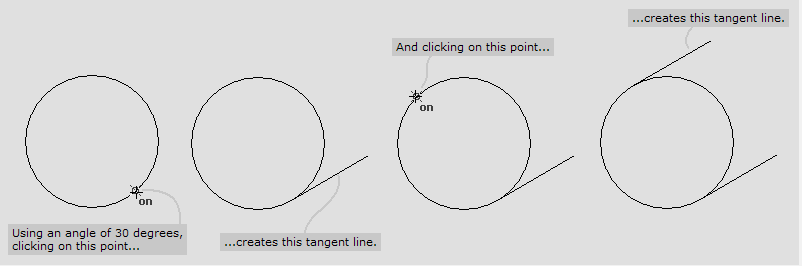 Using an angle of 30 degrees,
clicking on this point...
on
...creates this tangent line.
And clicking on this point...
on
...creates this tangent line.